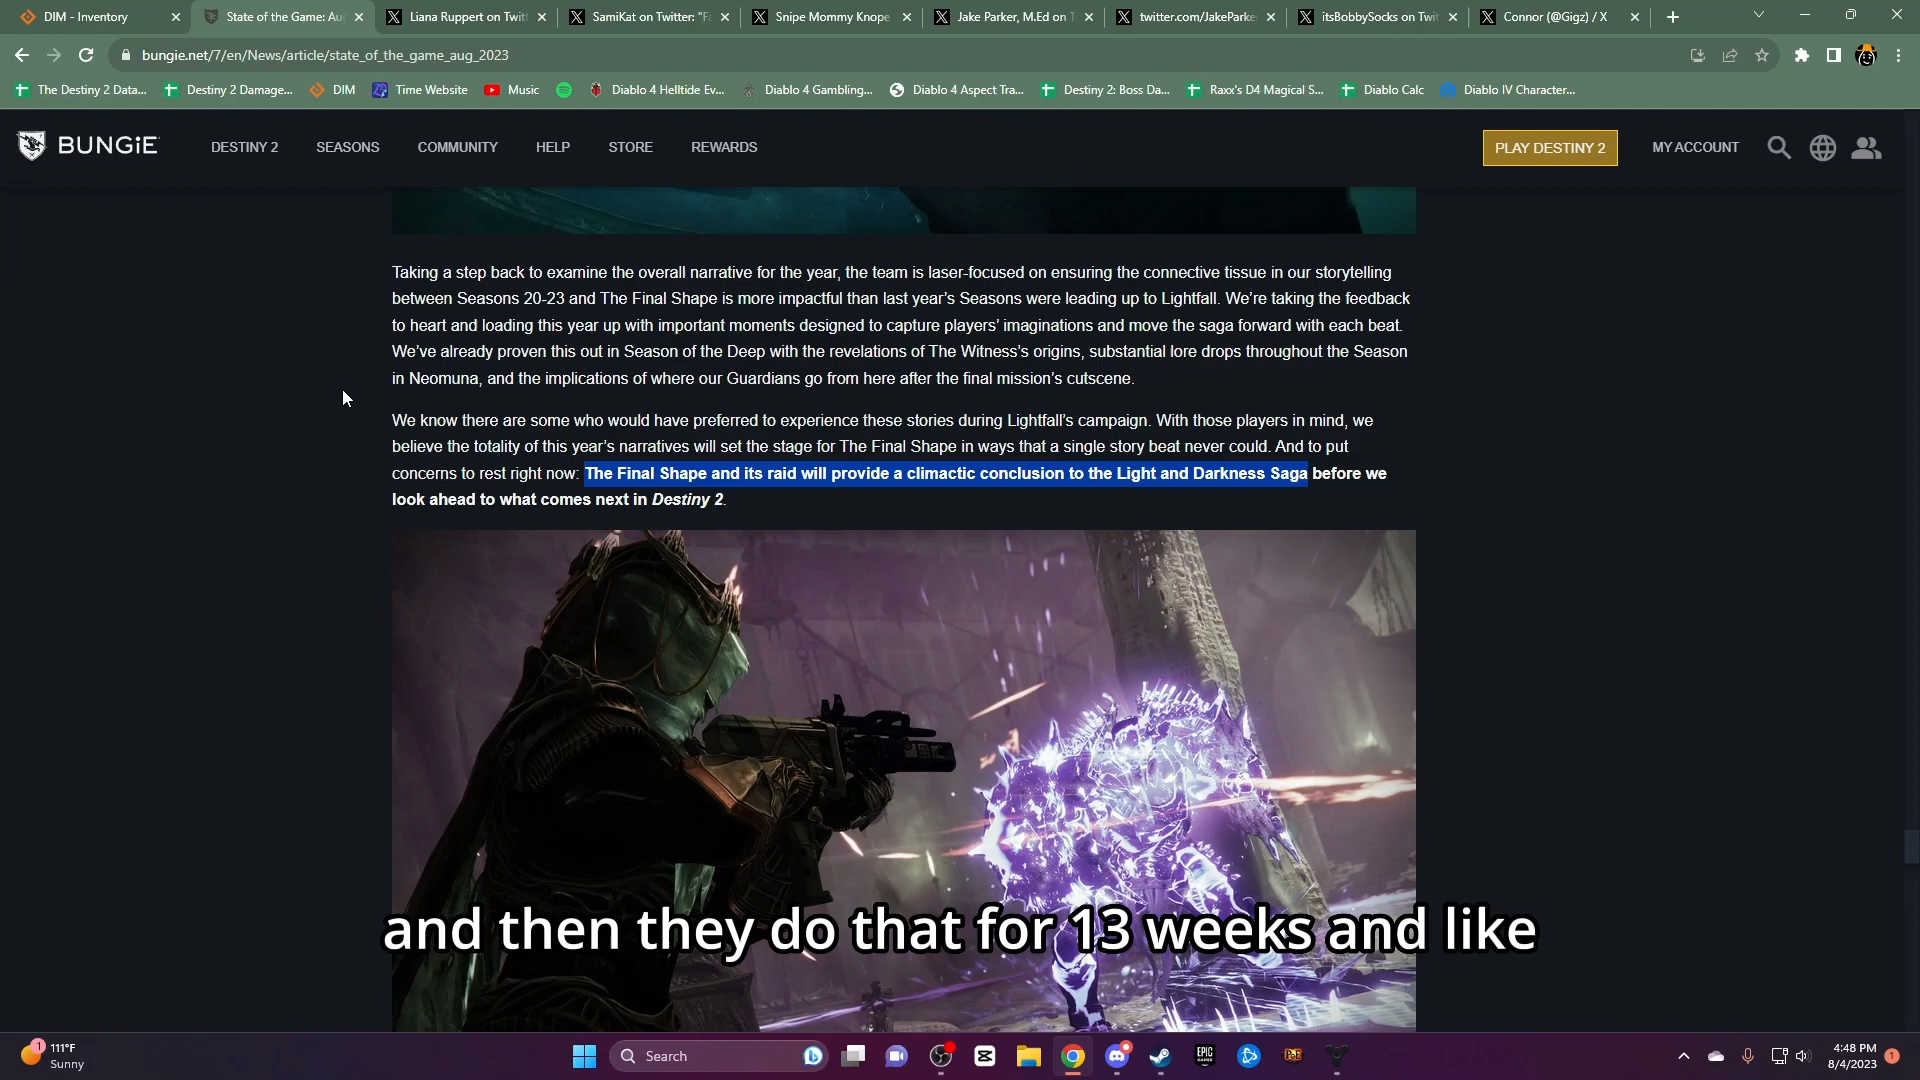 DIM - Inventory
State of the Game: Au
Liana Ruppert on Twit
SamiKat on Twitter: "F
Snipe Mommy Knope
Jake Parker, M.Ed on T
twitter.com/JakeParke
itsBobbySocks on Twit
Connor (@Gigz) / X
bungie.net/7/en/News/article/state_of_the_game_aug_2023
The Destiny 2 Data...
Destiny 2 Damage...
DIM
Time Website
Music
Diablo 4 Helltide Ev...
Diablo 4 Gambling...
Diablo 4 Aspect Tra...
Destiny 2: Boss Da...
Raxx's D4 Magical S...
Diablo Calc
Diablo IV Character...
BUNGiE
DESTINY 2
SEASONS
COMMUNITY
HELP
STORE
REWARDS
PLAY DESTINY 2
MY ACCOUNT
Taking a step back to examine the overall narrative for the year, the team is laser-focused on ensuring the connective tissue in our storytelling
between Seasons 20-23 and The Final Shape is more impactful than last year's Seasons were leading up to Lightfall. We're taking the feedback
to heart and loading this year up with important moments designed to capture players' imaginations and move the saga forward with each beat.
We've already proven this out in Season of the Deep with the revelations of The Witness's origins, substantial lore drops throughout the Season
in Neomuna, and the implications of where our Guardians go from here after the final mission's cutscene.
We know there are some who would have preferred to experience these stories during Lightfall's campaign. With those players in mind, we
believe the totality of this year's narratives will set the stage for The Final Shape in ways that a single story beat never could. And to put
concerns to rest right now: The Final Shape and its raid will provide a climactic conclusion to the Light and Darkness Saga before we
look ahead to what comes next in Destiny 2.
and then they do that for 13 weeks and like
1
111°F
Sunny
Search
EPIC
GAMES
4:48 PM
8/4/2023
1